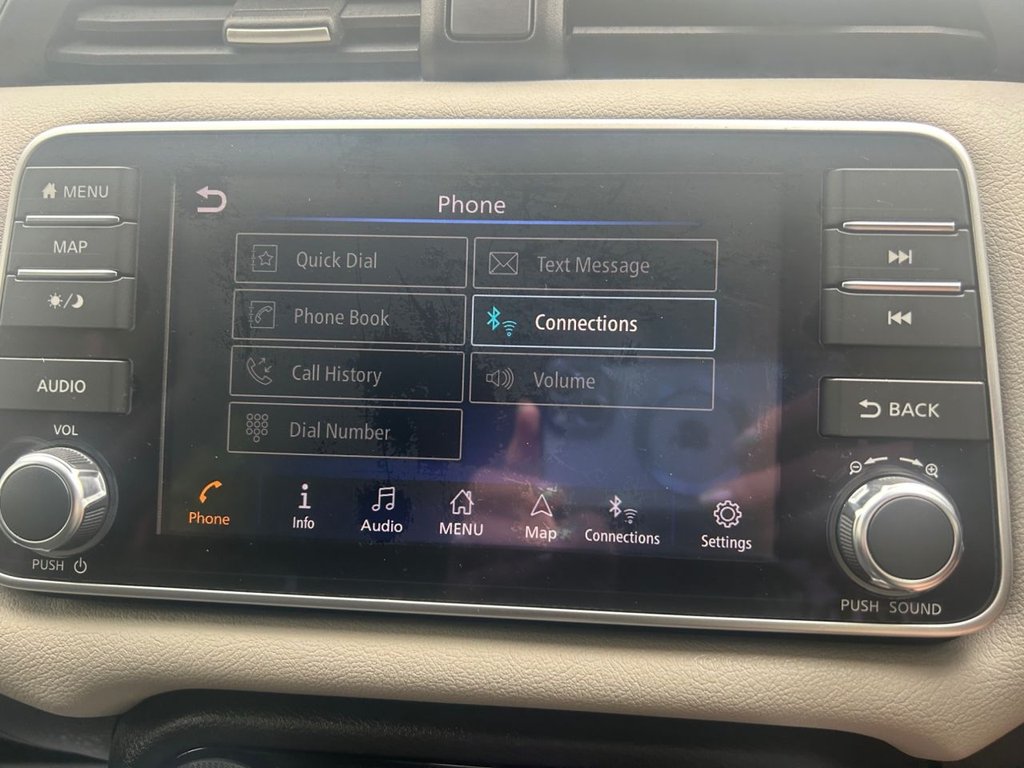 MENU
MAP
AUDIO
VOL
PUSH
Phone
Quick Dial
Text Message
Phone Book
Connections
Call History
Volume
Dial Number
Phone
Info
Audio
MENU
Map
Connections
Settings
BACK
PUSH SOUND